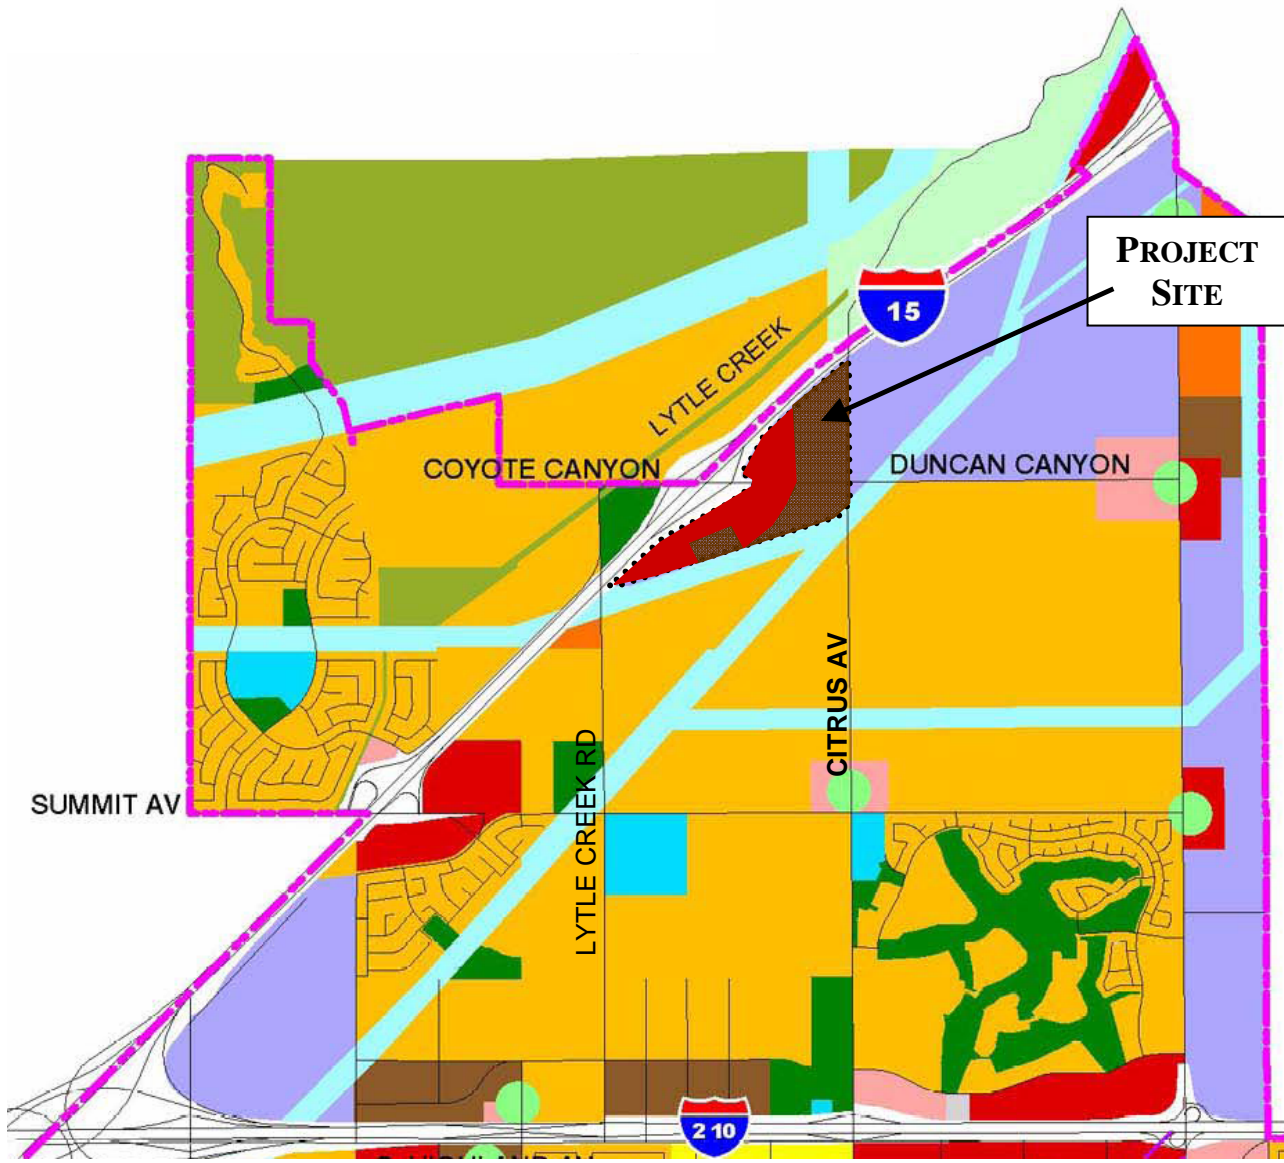 PROJECT
SITE
15
LYTLE CREEK
COYOTE CANYON
DUNCAN CANYON
CITRUS AV
LYTLE CREEK RD
SUMMIT AV
210